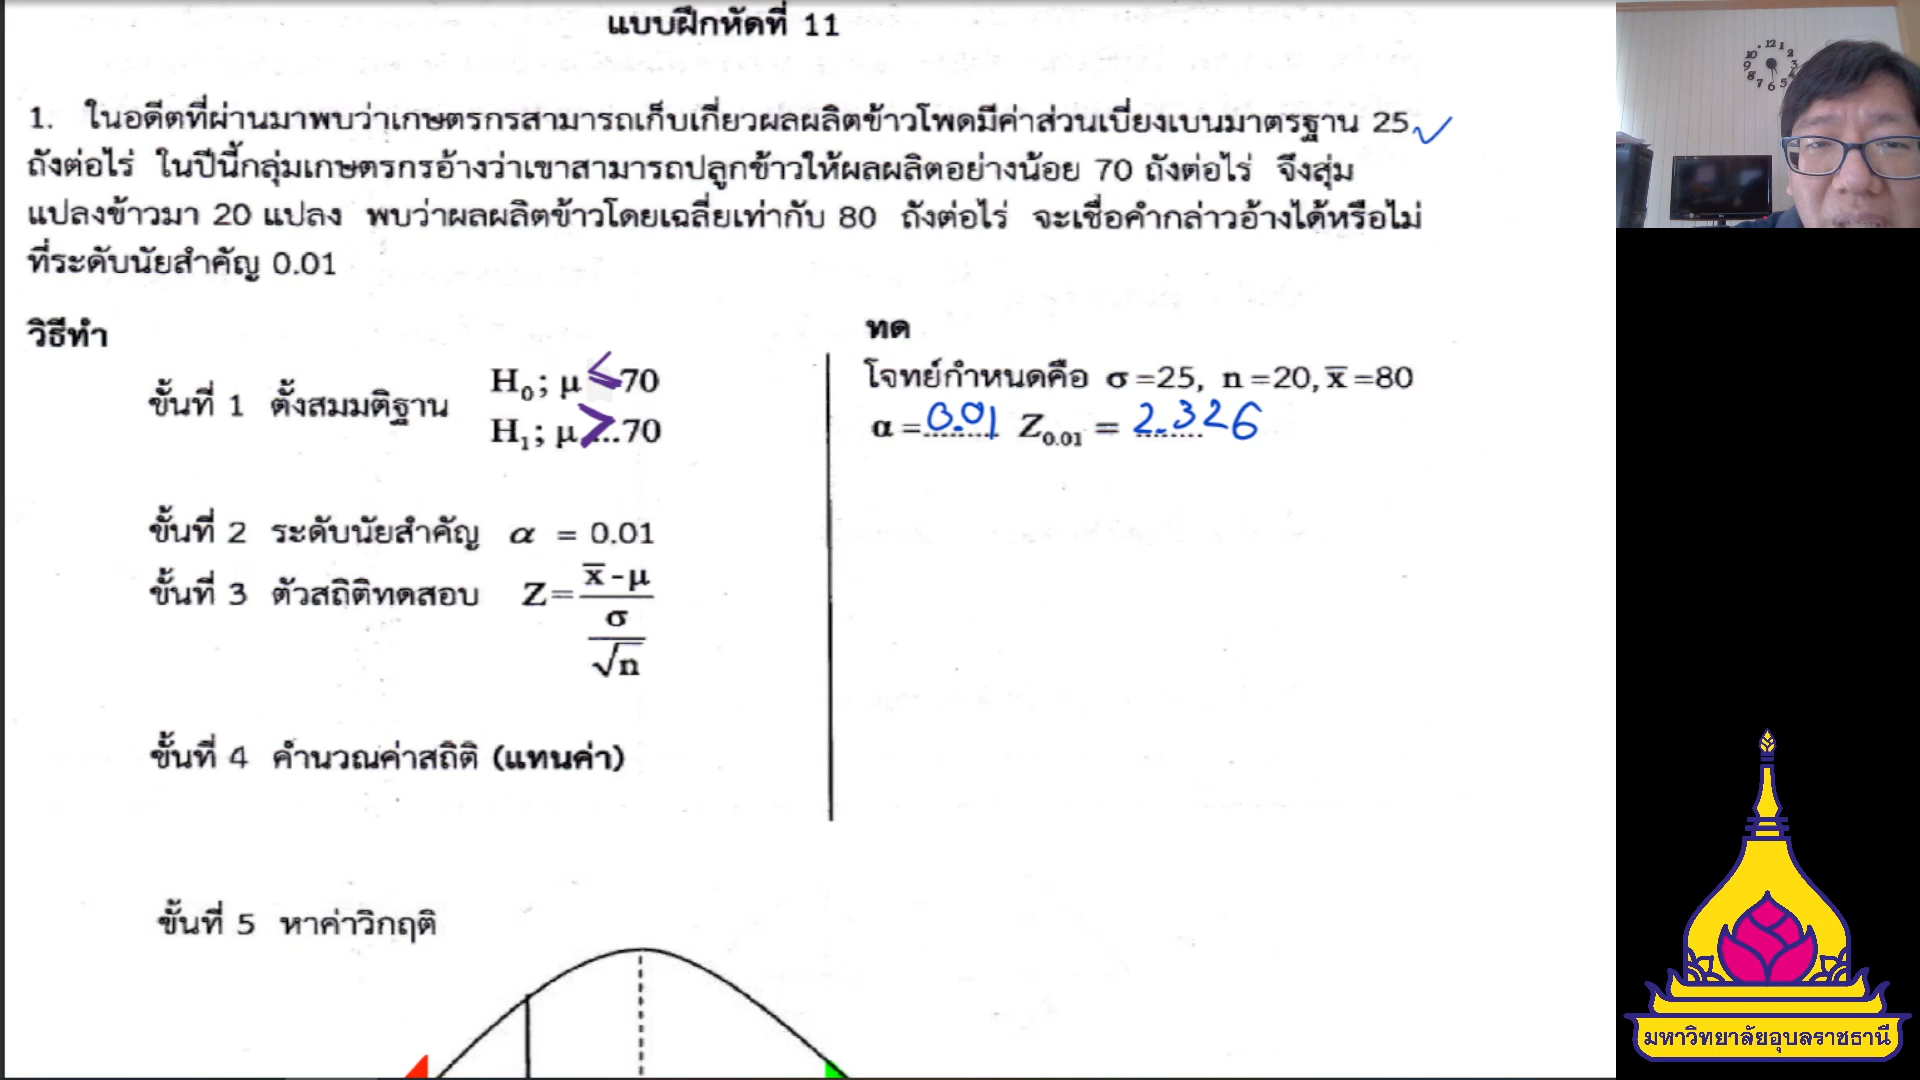 แบบฝึกหัดที่ 11
1. ในอดีตที่ผ่านมาพบว่าเกษตรกรสามารถเก็บเกี่ยวผลผลิตข้าวโพดมีค่าส่วนเบี่ยงเบนมาตรฐาน 25
ถังต่อไร่ ในปีนี้กลุ่มเกษตรกรอ้างว่าเขาสามารถปลูกข้าวให้ผลผลิตอย่างน้อย 70 ถังต่อไร่ จึงสุ่ม
แปลงข้าวมา 20 แปลง พบว่าผลผลิตข้าวโดยเฉลี่ยเท่ากับ 80 ถังต่อไร่ จะเชื่อคำกล่าวอ้างได้หรือไม่
ที่ระดับนัยสำคัญ 0.01
วิธีทำ
ขั้นที่ 1 ตั้งสมมติฐาน
H₀; μ ≤ 70
H₁; μ > ...70
ขั้นที่ 2 ระดับนัยสำคัญ α = 0.01
ขั้นที่ 3 ตัวสถิติทดสอบ Z = (x̄ - μ) / (σ / √n)
ขั้นที่ 4 คำนวณค่าสถิติ (แทนค่า)
ขั้นที่ 5 หาค่าวิกฤติ
ทด
โจทย์กำหนดคือ σ =25, n =20, x̄ =80
α = 0.01 Z₀.₀₁ = 2.326
12 1 2 3 4 5 6 7 8 9 10
มหาวิทยาลัยอุบลราชธานี